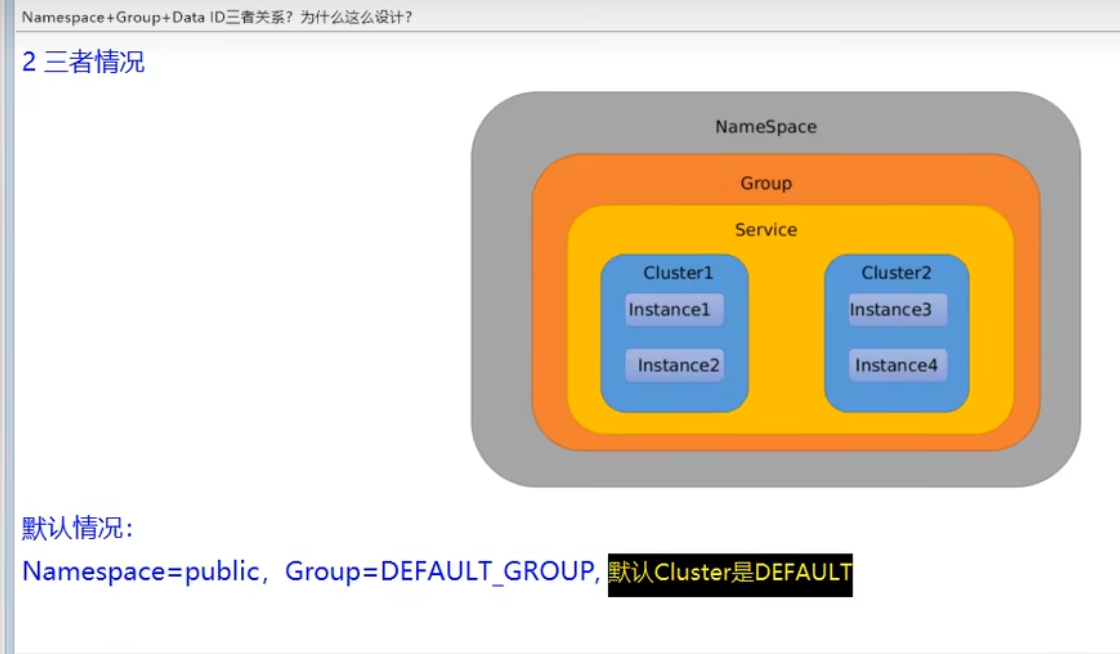 Namespace+Group+Data ID三者关系？为什么这么设计？
2 三者情况
NameSpace
Group
Service
Cluster1
Instance1
Instance2
Cluster2
Instance3
Instance4
默认情况：
Namespace=public，Group=DEFAULT_GROUP, 默认Cluster是DEFAULT